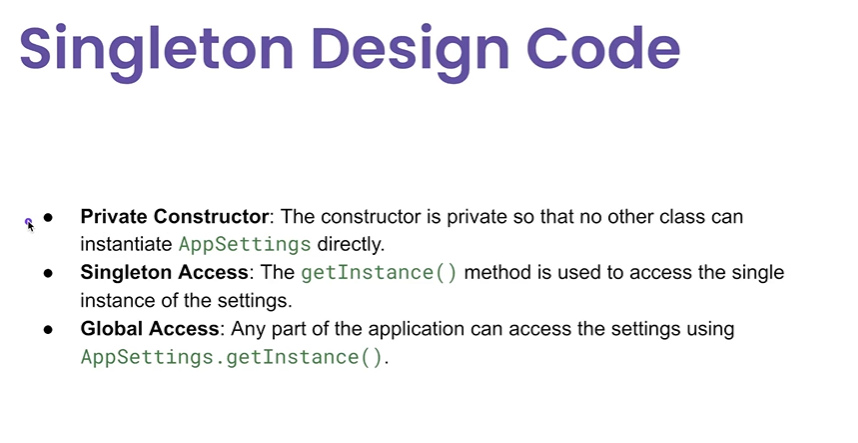 Singleton Design Code
● Private Constructor: The constructor is private so that no other class can
instantiate AppSettings directly.
● Singleton Access: The getInstance() method is used to access the single
instance of the settings.
● Global Access: Any part of the application can access the settings using
AppSettings.getInstance().